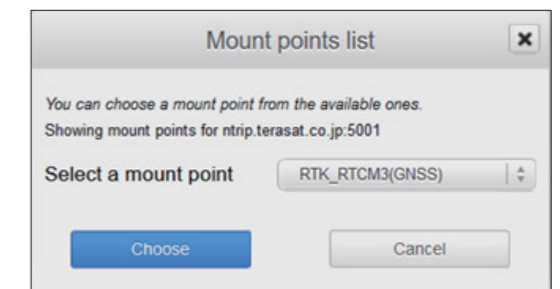 Mount points list
You can choose a mount point from the available ones.
Showing mount points for ntrip.terasat.co.jp:5001
Select a mount point RTK_RTCM3(GNSS)
Choose Cancel